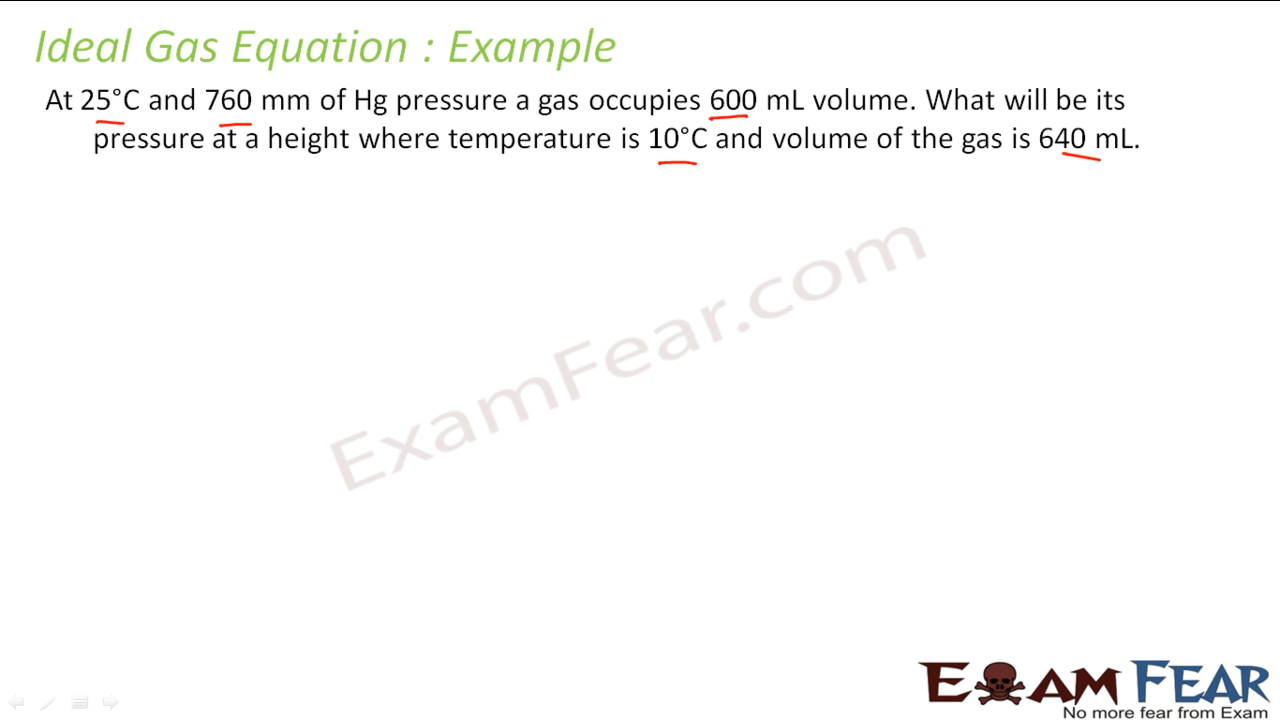 Ideal Gas Equation : Example
At 25°C and 760 mm of Hg pressure a gas occupies 600 mL volume. What will be its
pressure at a height where temperature is 10°C and volume of the gas is 640 mL.
ExamFear.com
EXAM FEAR
No more fear from Exam